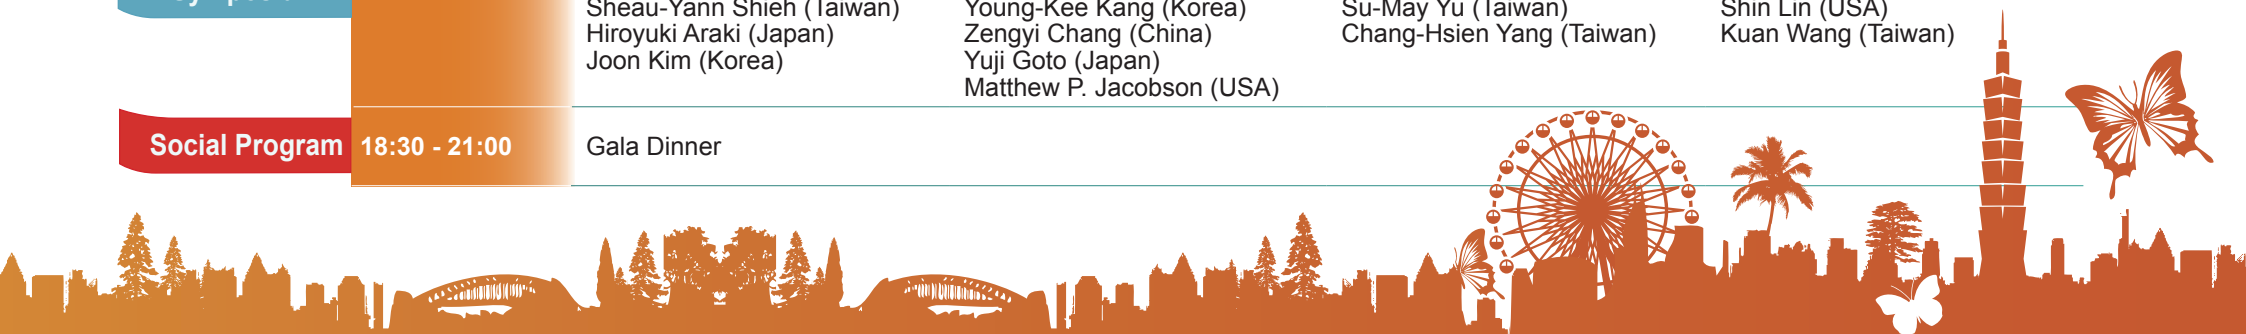 Sheau-Yann Shieh (Taiwan)
Hiroyuki Araki (Japan)
Joon Kim (Korea)
Young-Kee Kang (Korea)
Zengyi Chang (China)
Yuji Goto (Japan)
Matthew P. Jacobson (USA)
Su-May Yu (Taiwan)
Chang-Hsien Yang (Taiwan)
Shin Lin (USA)
Kuan Wang (Taiwan)
Social Program 18:30 - 21:00 Gala Dinner